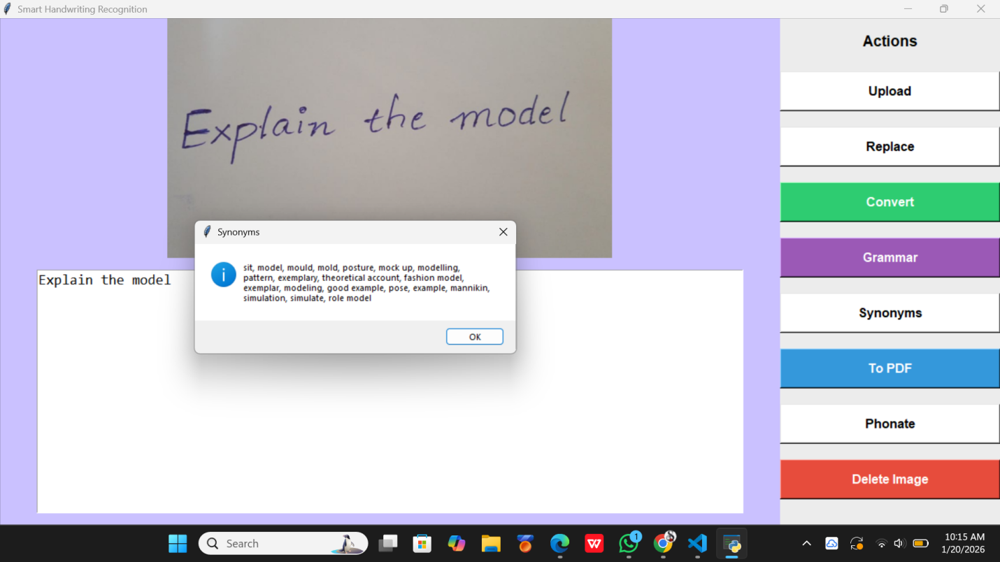 Smart Handwriting Recognition
Explain the model
Actions
Upload
Replace
Convert
Grammar
Synonyms
To PDF
Phonate
Delete Image
Synonyms
sit, model, mould, mold, posture, mock up, modelling,
pattern, exemplary, theoretical account, fashion model,
exemplar, modeling, good example, pose, example, mannikin,
simulation, simulate, role model
OK
Explain the model
Search
1
10:15 AM
1/20/2026